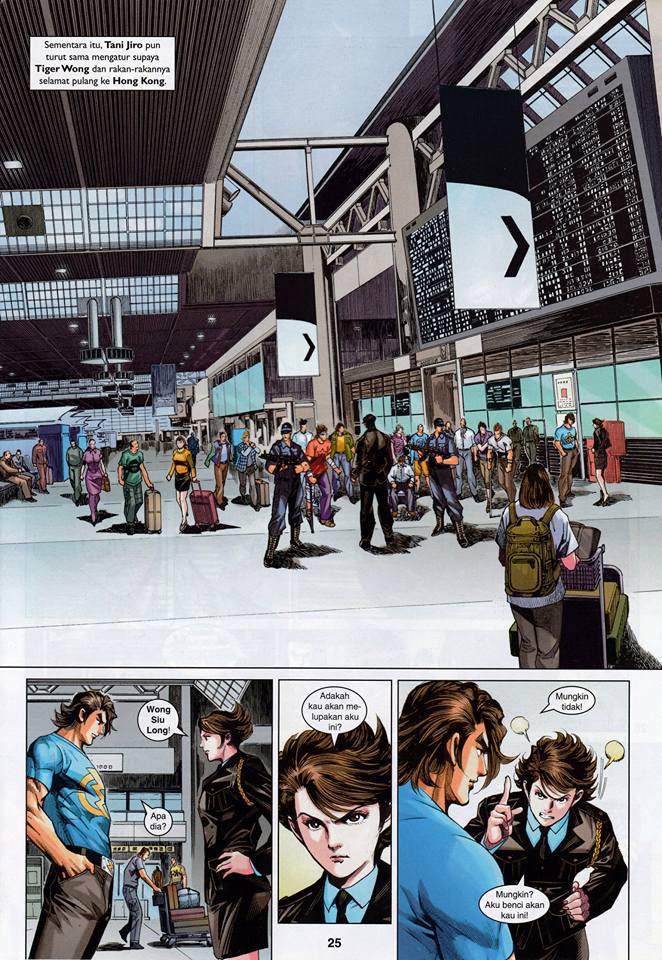 Sementara itu, Tani Jiro pun
turut sama mengatur supaya
Tiger Wong dan rakan-rakannya
selamat pulang ke Hong Kong.
Wong
Siu
Long!
Apa
dia?
Adakah
kau akan me-
lupakan aku
ini?
Mungkin
tidak!
Mungkin?
Aku benci akan
kau ini!
25